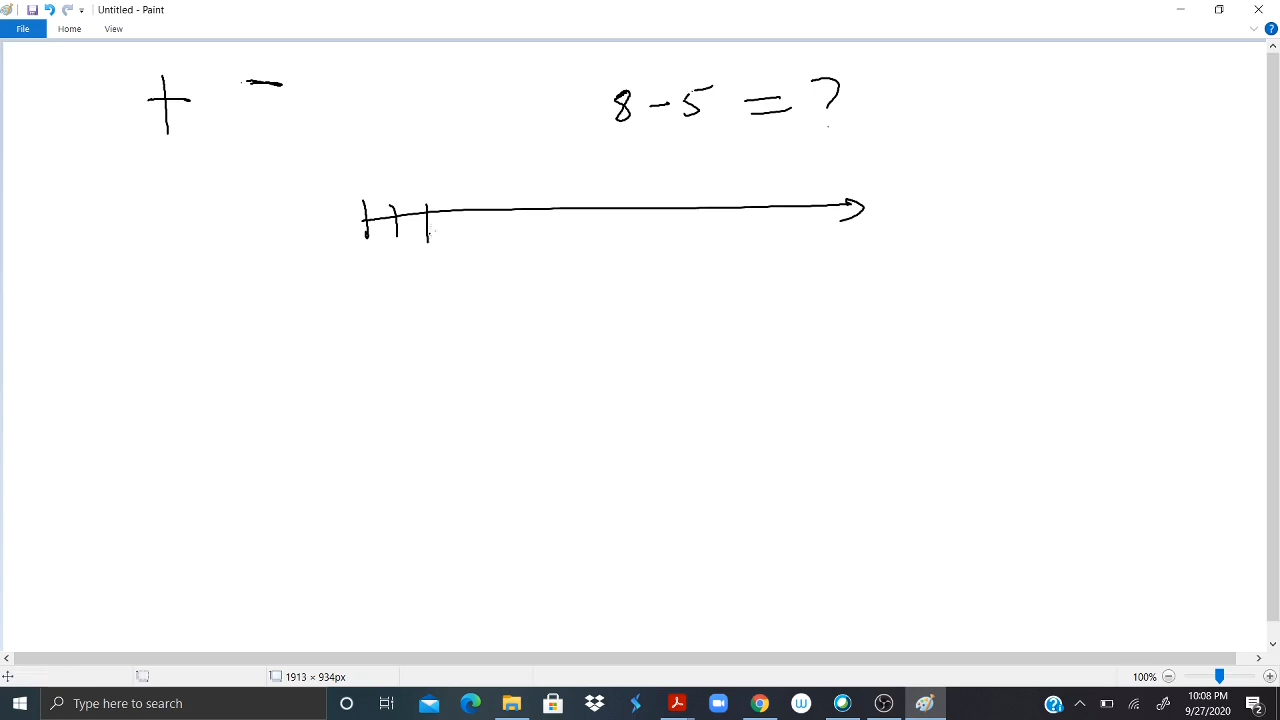 Untitled - Paint
File Home View
+ - 8 - 5 = ?
1913 × 934px 100%
Type here to search
10:08 PM
9/27/2020
2